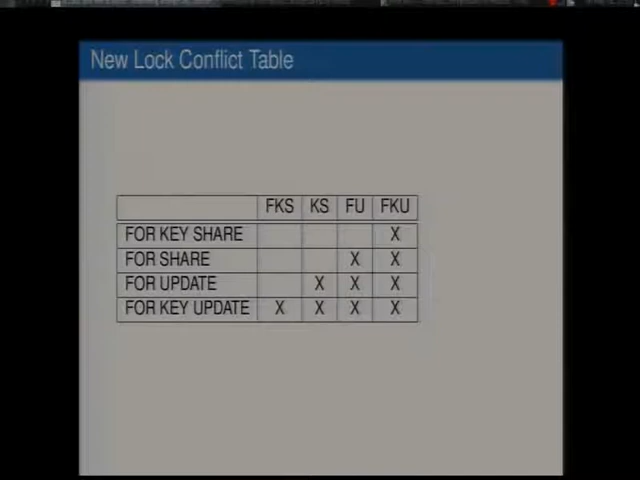 New Lock Conflict Table
FKS KS FU FKU
FOR KEY SHARE X
FOR SHARE X X
FOR UPDATE X X X
FOR KEY UPDATE X X X X